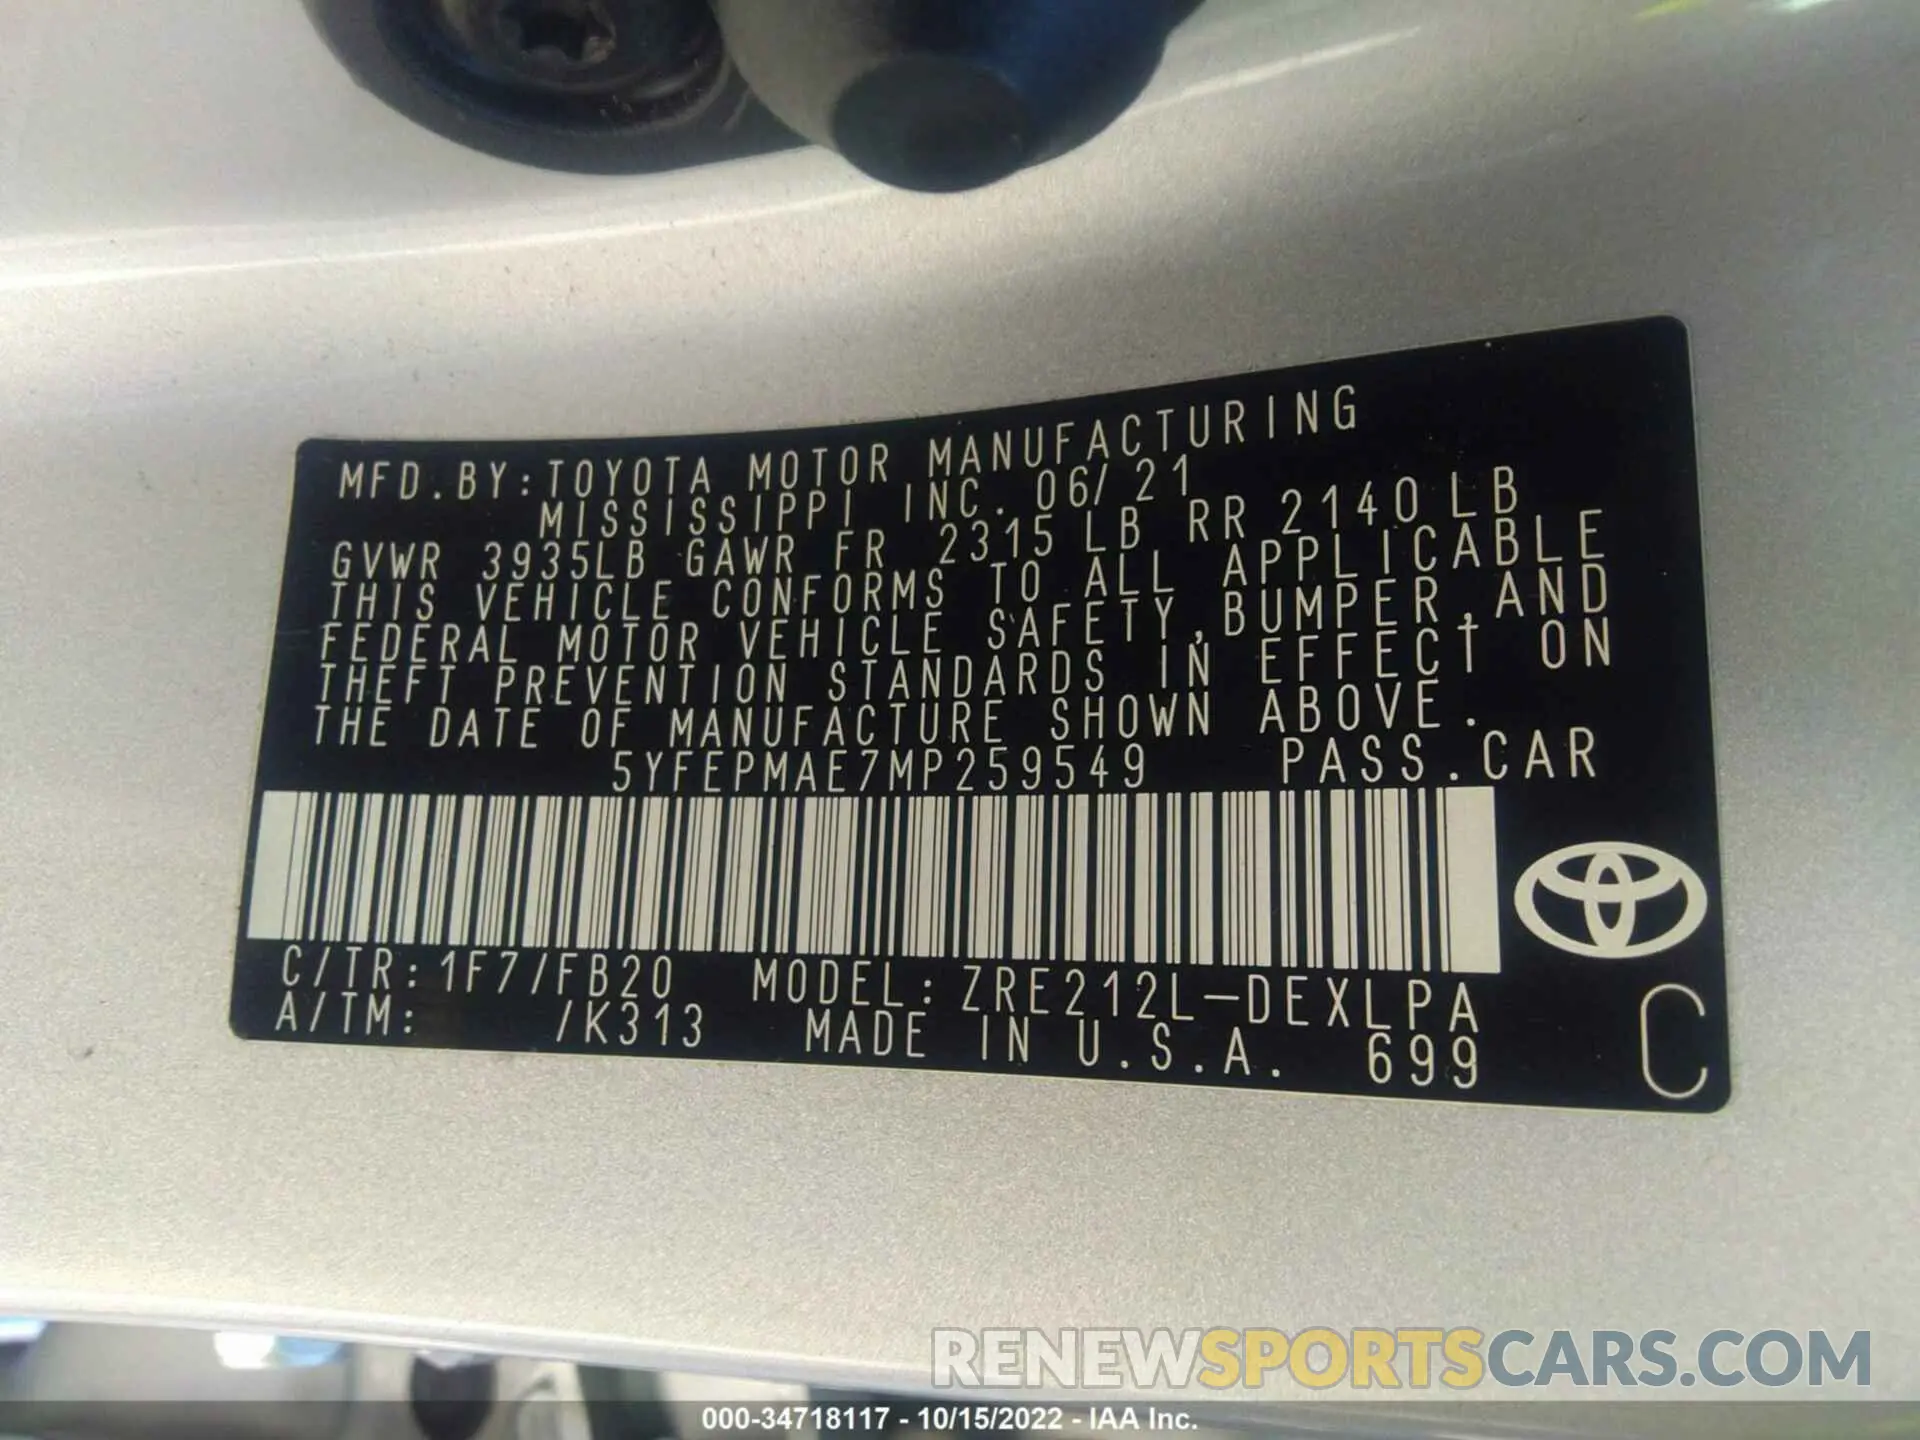 MFD.BY:TOYOTA MOTOR MANUFACTURING
MISSISSIPPI INC. 06/21
GVWR 3935LB GAWR FR 2315 LB RR 2140 LB
THIS VEHICLE CONFORMS TO ALL APPLICABLE
FEDERAL MOTOR VEHICLE SAFETY,BUMPER,AND
THEFT PREVENTION STANDARDS IN EFFECT ON
THE DATE OF MANUFACTURE SHOWN ABOVE.
5YFEPMAE7MP259549 PASS.CAR
C/TR:1F7/FB20 MODEL:ZRE212L-DEXLPA
A/TM: /K313 MADE IN U.S.A. 699
C
RENEWSPORTSCARS.COM
000-34718117 - 10/15/2022 - IAA Inc.